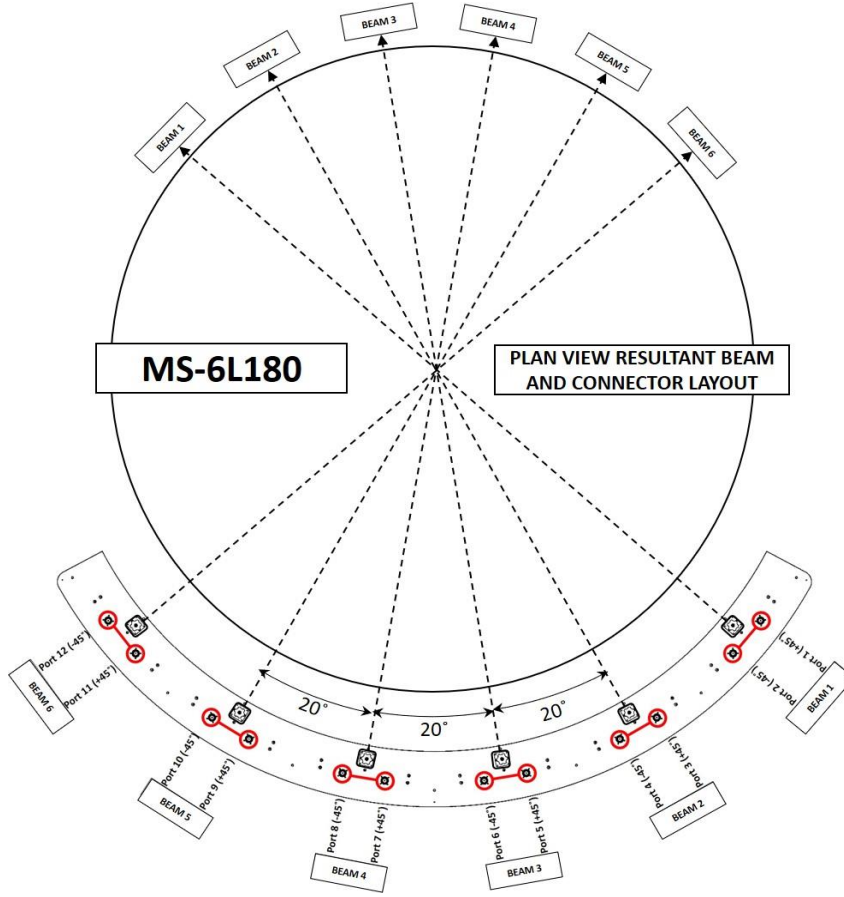 BEAM 3
BEAM 4
BEAM 2
BEAM 5
BEAM 1
BEAM 6
MS-6L180
PLAN VIEW RESULTANT BEAM
AND CONNECTOR LAYOUT
Port 12 (-45°)
Port 11 (+45°)
BEAM 6
Port 1 (+45°)
Port 2 (-45°)
BEAM 1
20°
20°
20°
Port 10 (-45°)
Port 9 (+45°)
BEAM 5
Port 8 (-45°)
Port 7 (+45°)
BEAM 4
Port 6 (-45°)
Port 5 (+45°)
BEAM 3
Port 4 (-45°)
Port 3 (+45°)
BEAM 2